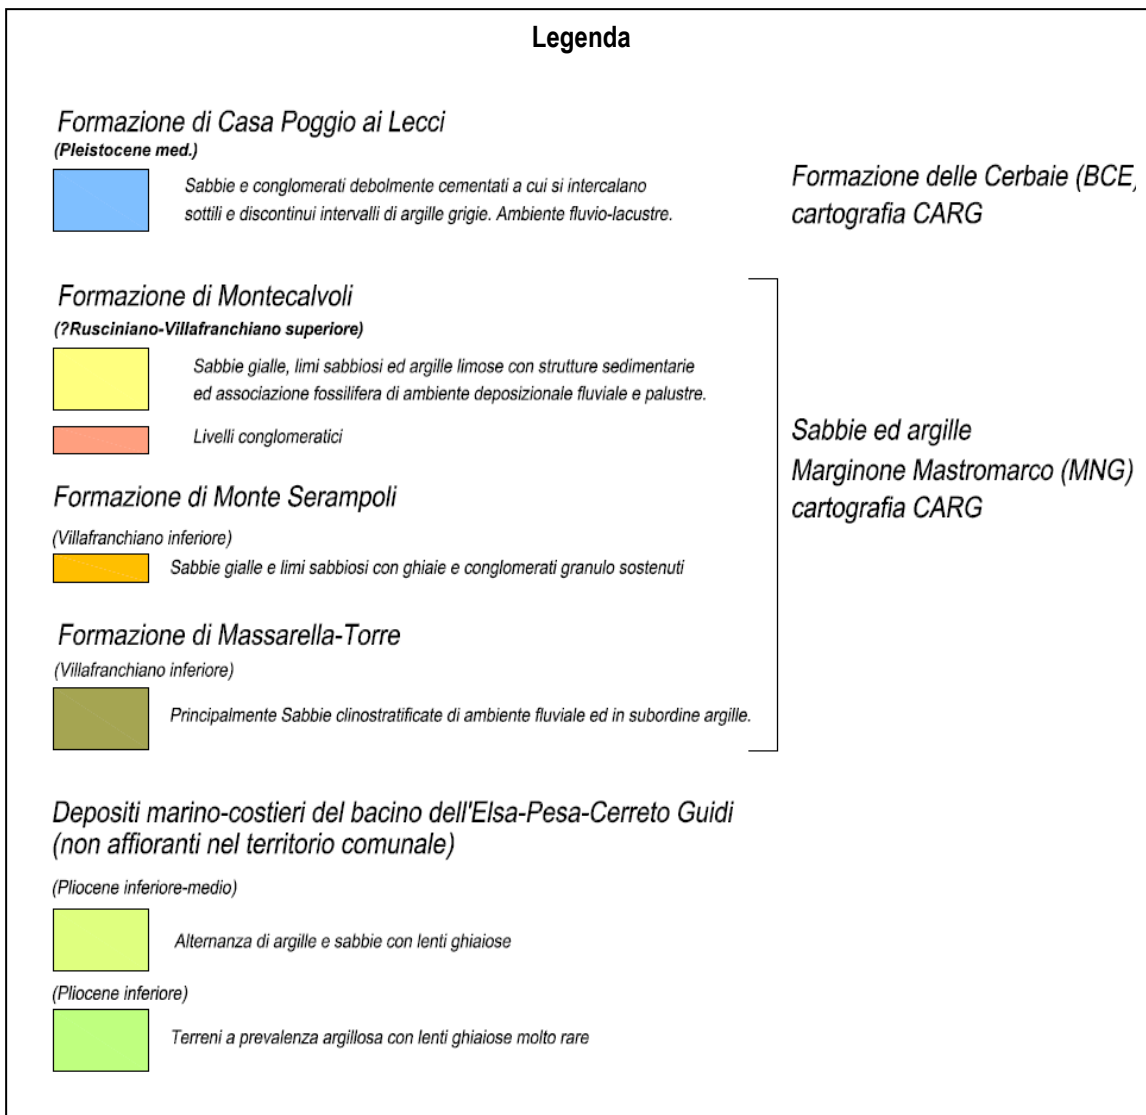 Legenda
Formazione di Casa Poggio ai Lecci
(Pleistocene med.)
Sabbie e conglomerati debolmente cementati a cui si intercalano
sottili e discontinui intervalli di argille grigie. Ambiente fluvio-lacustre.
Formazione delle Cerbaie (BCE)
cartografia CARG
Formazione di Montecalvoli
(?Rusciniano-Villafranchiano superiore)
Sabbie gialle, limi sabbiosi ed argille limose con strutture sedimentarie
ed associazione fossilifera di ambiente deposizionale fluviale e palustre.
Livelli conglomeratici
Sabbie ed argille
Marginone Mastromarco (MNG)
cartografia CARG
Formazione di Monte Serampoli
(Villafranchiano inferiore)
Sabbie gialle e limi sabbiosi con ghiaie e conglomerati granulo sostenuti
Formazione di Massarella-Torre
(Villafranchiano inferiore)
Principalmente Sabbie clinostratificate di ambiente fluviale ed in subordine argille.
Depositi marino-costieri del bacino dell'Elsa-Pesa-Cerreto Guidi
(non affioranti nel territorio comunale)
(Pliocene inferiore-medio)
Alternanza di argille e sabbie con lenti ghiaiose
(Pliocene inferiore)
Terreni a prevalenza argillosa con lenti ghiaiose molto rare